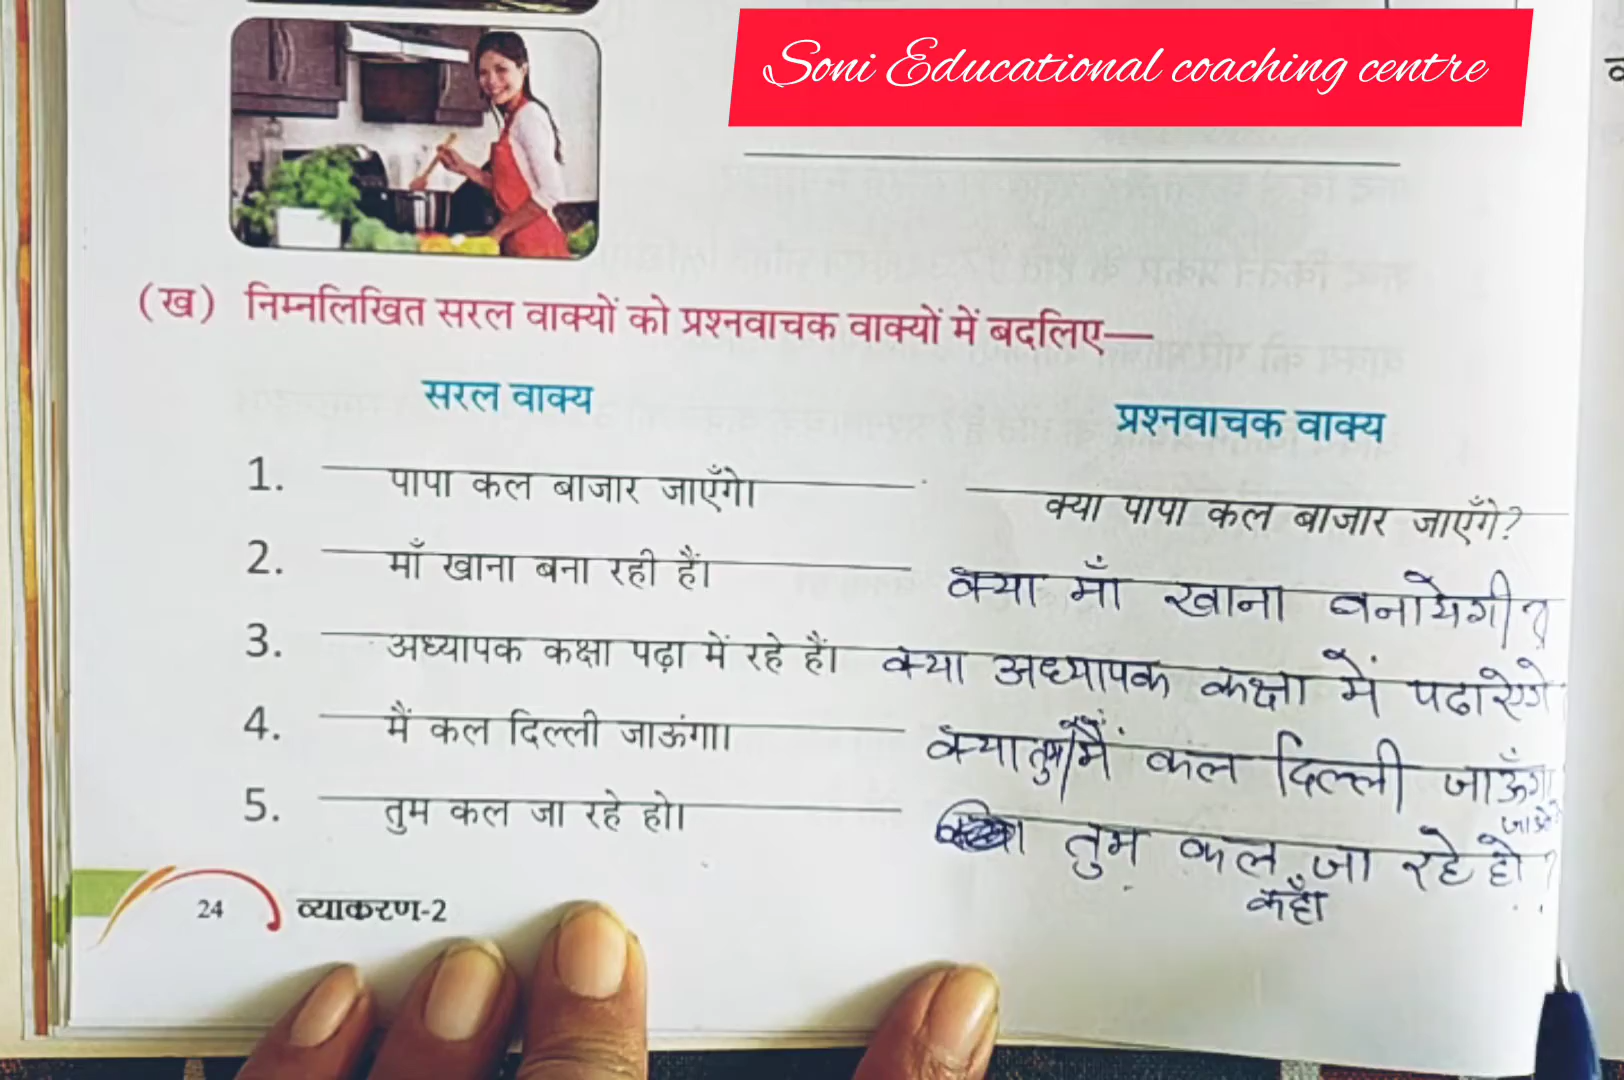 Soni Educational coaching centre
(ख) निम्नलिखित सरल वाक्यों को प्रश्नवाचक वाक्यों में बदलिए—
सरल वाक्य प्रश्नवाचक वाक्य
1. पापा कल बाजार जाएँगे। क्या पापा कल बाजार जाएँगे?
2. माँ खाना बना रही हैं। क्या माँ खाना बनायेगी?
3. अध्यापक कक्षा पढ़ा में रहे हैं। क्या अध्यापक कक्षा में पढाऐगे
4. मैं कल दिल्ली जाऊंगा। क्या तुम/मैं कल दिल्ली जाऊँगा
5. तुम कल जा रहे हो। तुम कल जा रहे हो?
कहाँ
24 व्याकरण-2